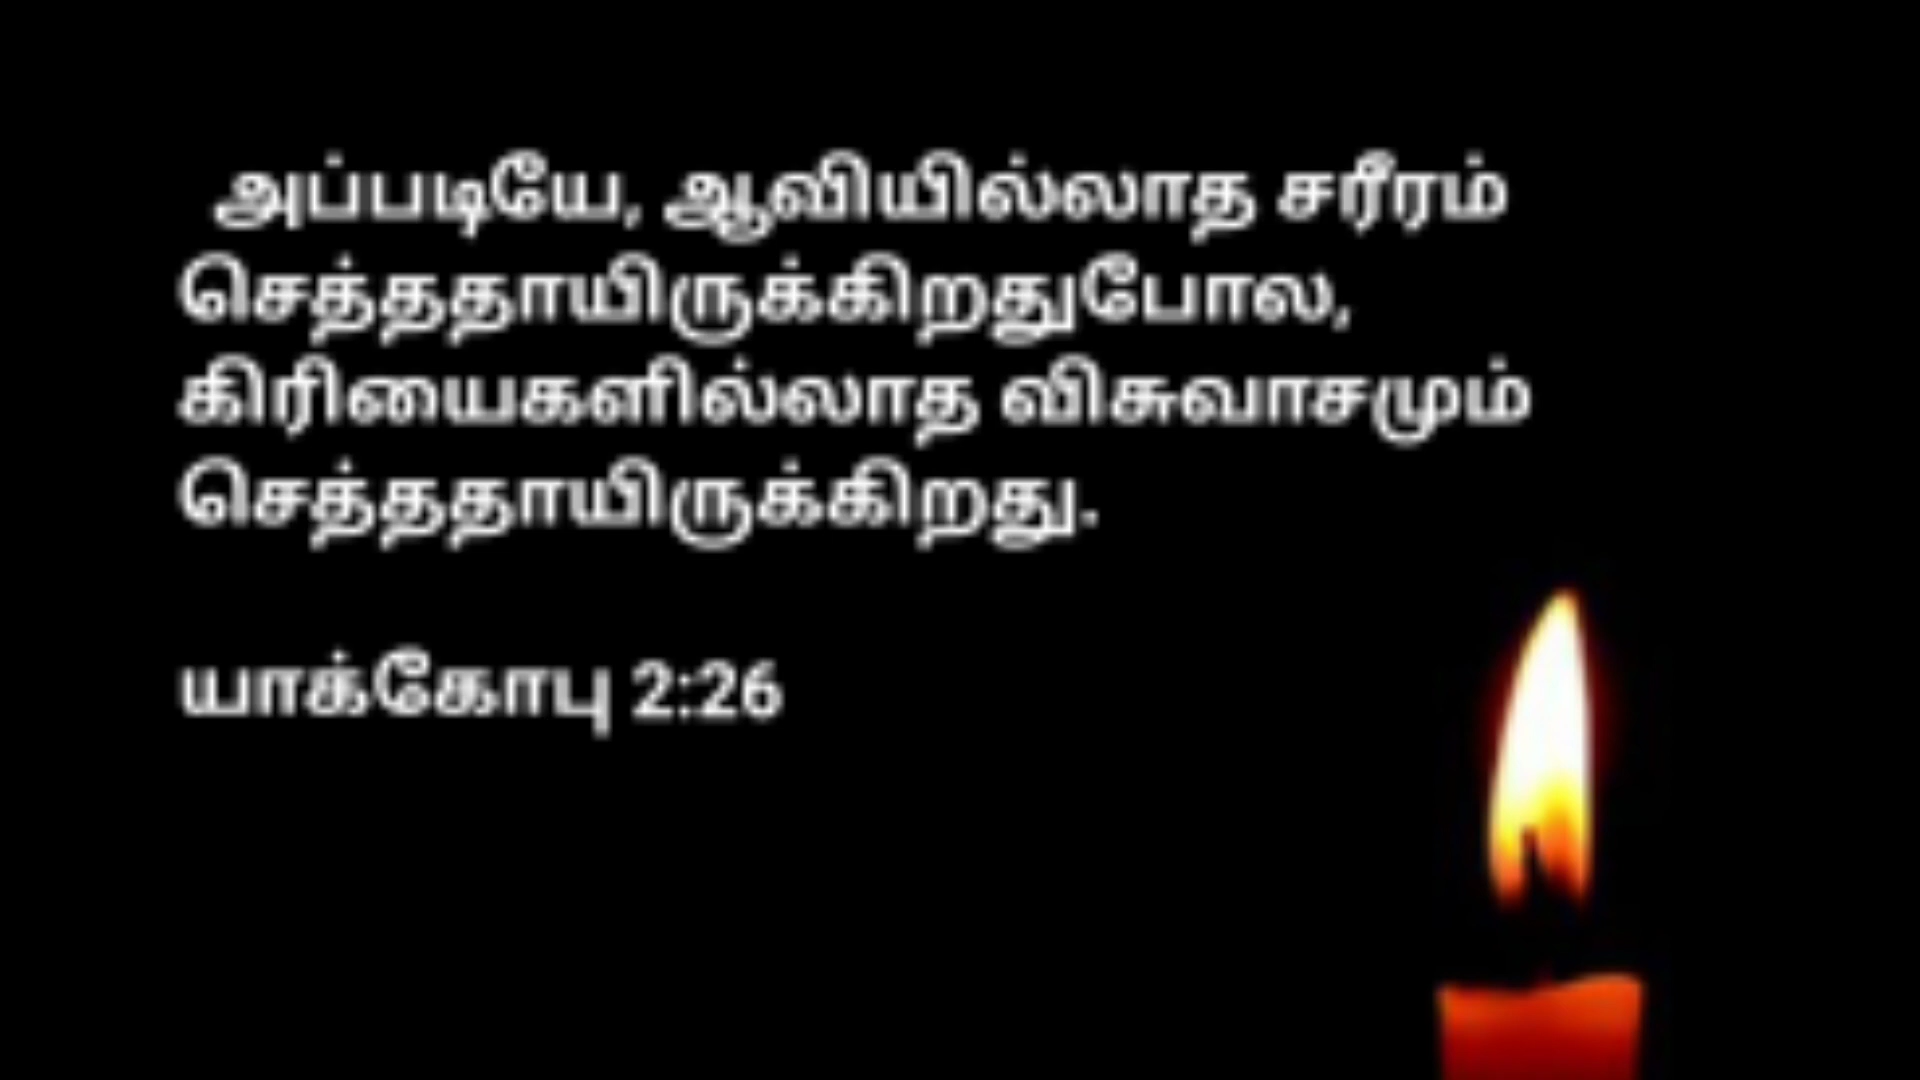 அப்படியே, ஆவியில்லாத சரீரம்
செத்ததாயிருக்கிறதுபோல,
கிரியைகளில்லாத விசுவாசமும்
செத்ததாயிருக்கிறது.
யாக்கோபு 2:26